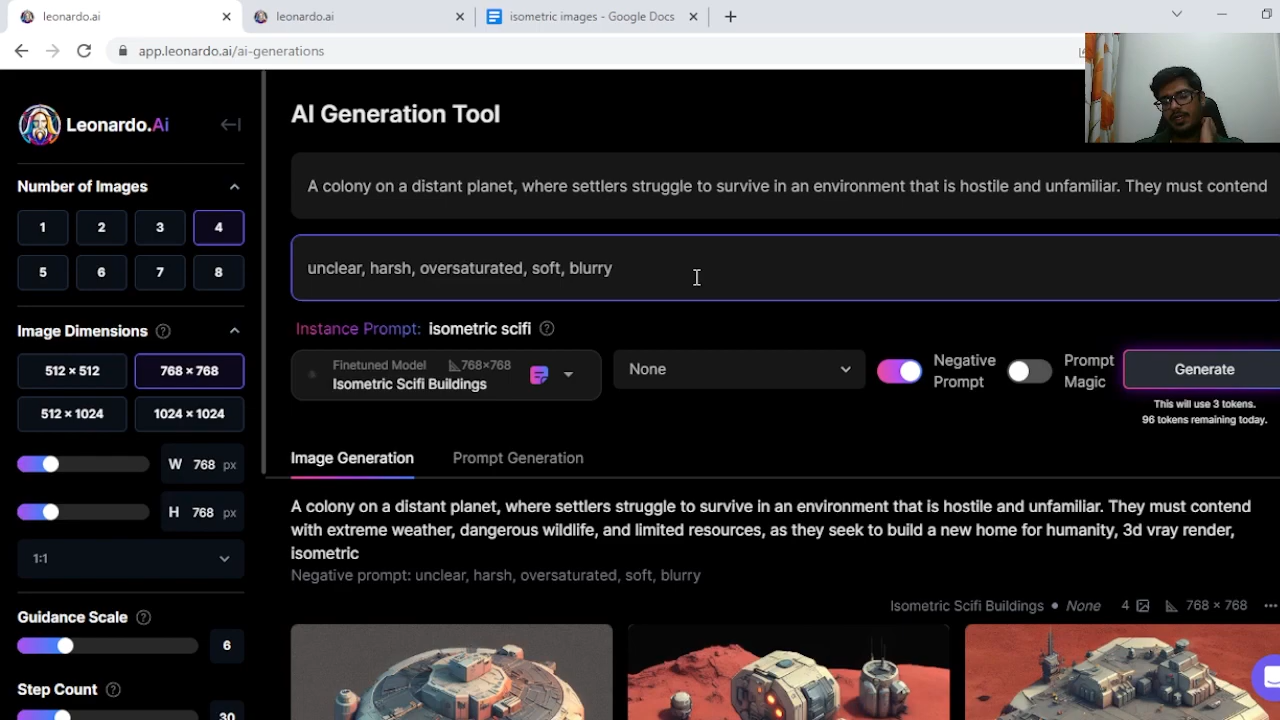 leonardo.ai
leonardo.ai
isometric images - Google Docs
app.leonardo.ai/ai-generations
Leonardo.Ai
Number of Images
1 2 3 4
5 6 7 8
Image Dimensions
512 × 512 768 × 768
512 × 1024 1024 × 1024
W 768 px
H 768 px
1:1
Guidance Scale
6
Step Count
30
AI Generation Tool
A colony on a distant planet, where settlers struggle to survive in an environment that is hostile and unfamiliar. They must contend
unclear, harsh, oversaturated, soft, blurry
Instance Prompt: isometric scifi
Finetuned Model 768×768
Isometric Scifi Buildings
None
Negative
Prompt
Prompt
Magic
Generate
This will use 3 tokens.
96 tokens remaining today.
Image Generation Prompt Generation
A colony on a distant planet, where settlers struggle to survive in an environment that is hostile and unfamiliar. They must contend
with extreme weather, dangerous wildlife, and limited resources, as they seek to build a new home for humanity, 3d vray render,
isometric
Negative prompt: unclear, harsh, oversaturated, soft, blurry
Isometric Scifi Buildings • None 4 768 × 768